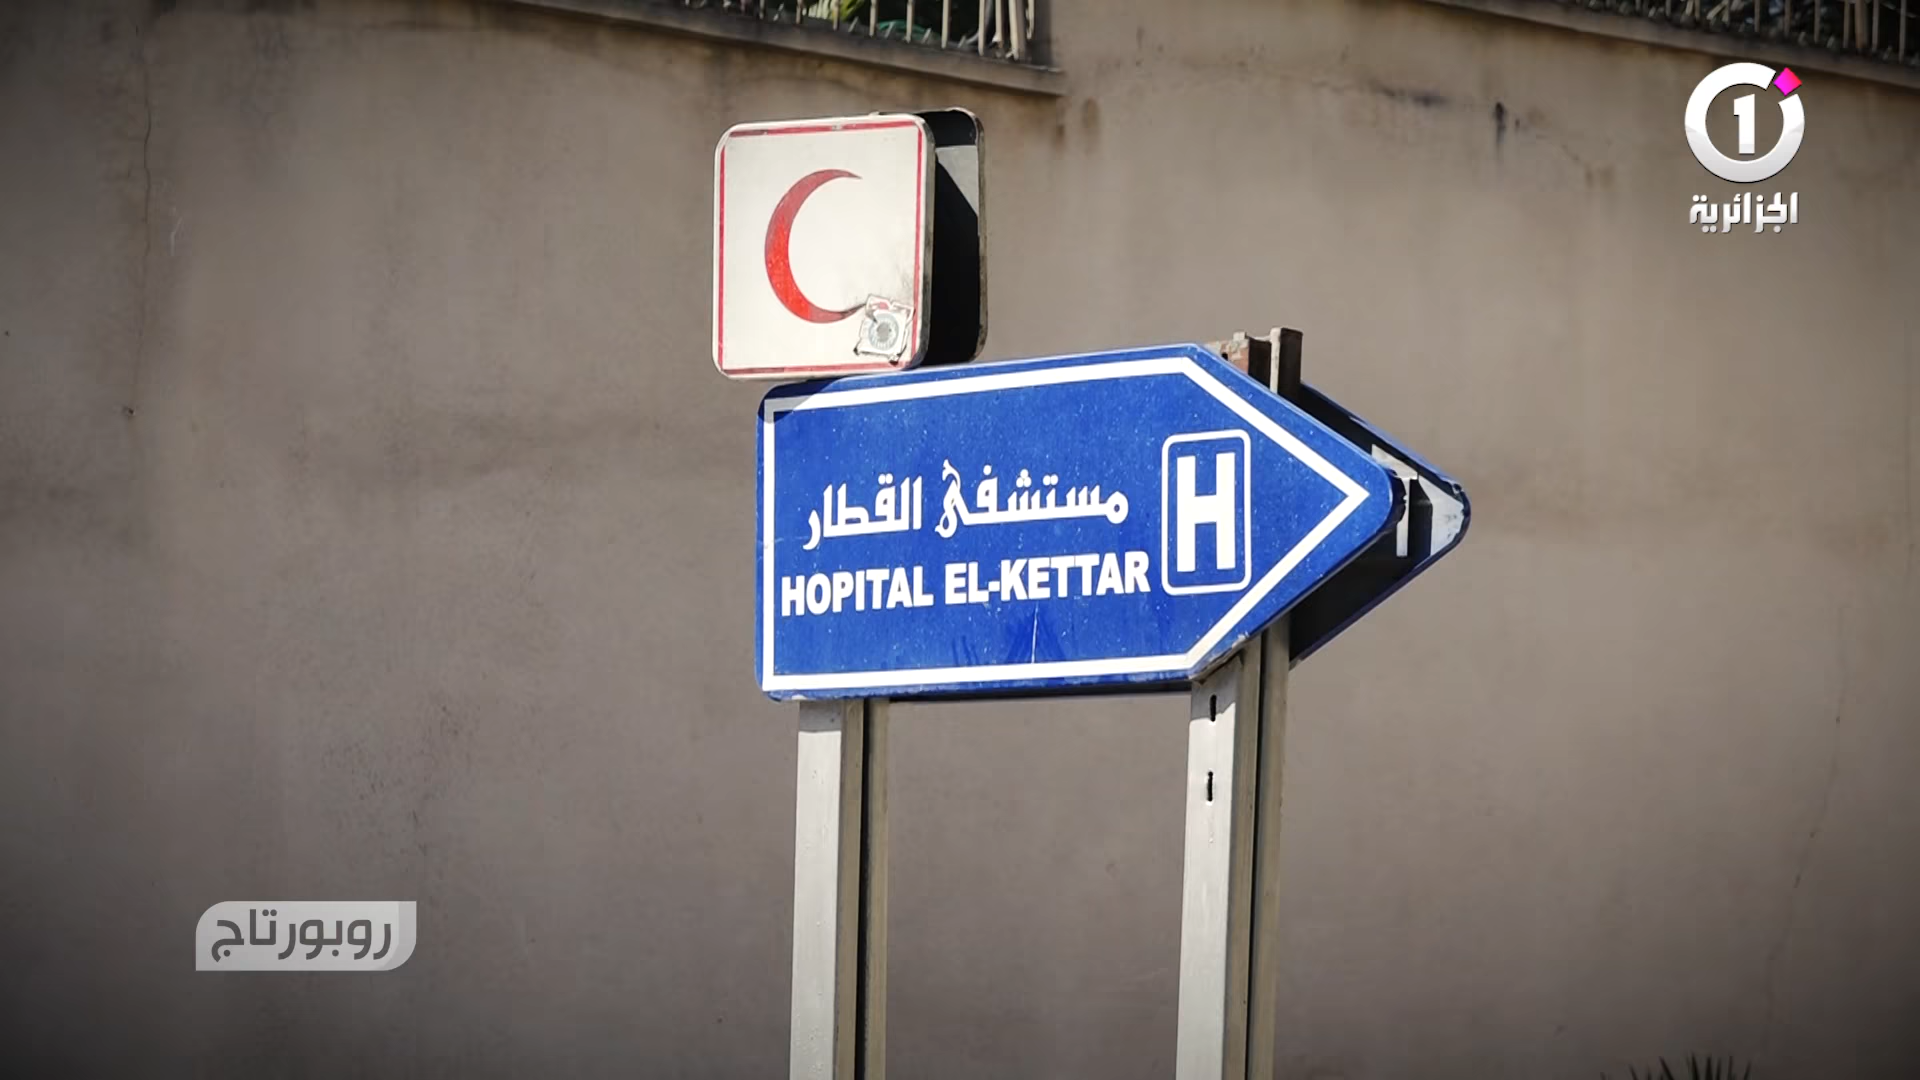 1
الجزائرية
مستشفى القطار
HOPITAL EL-KETTAR
H
روبورتاج